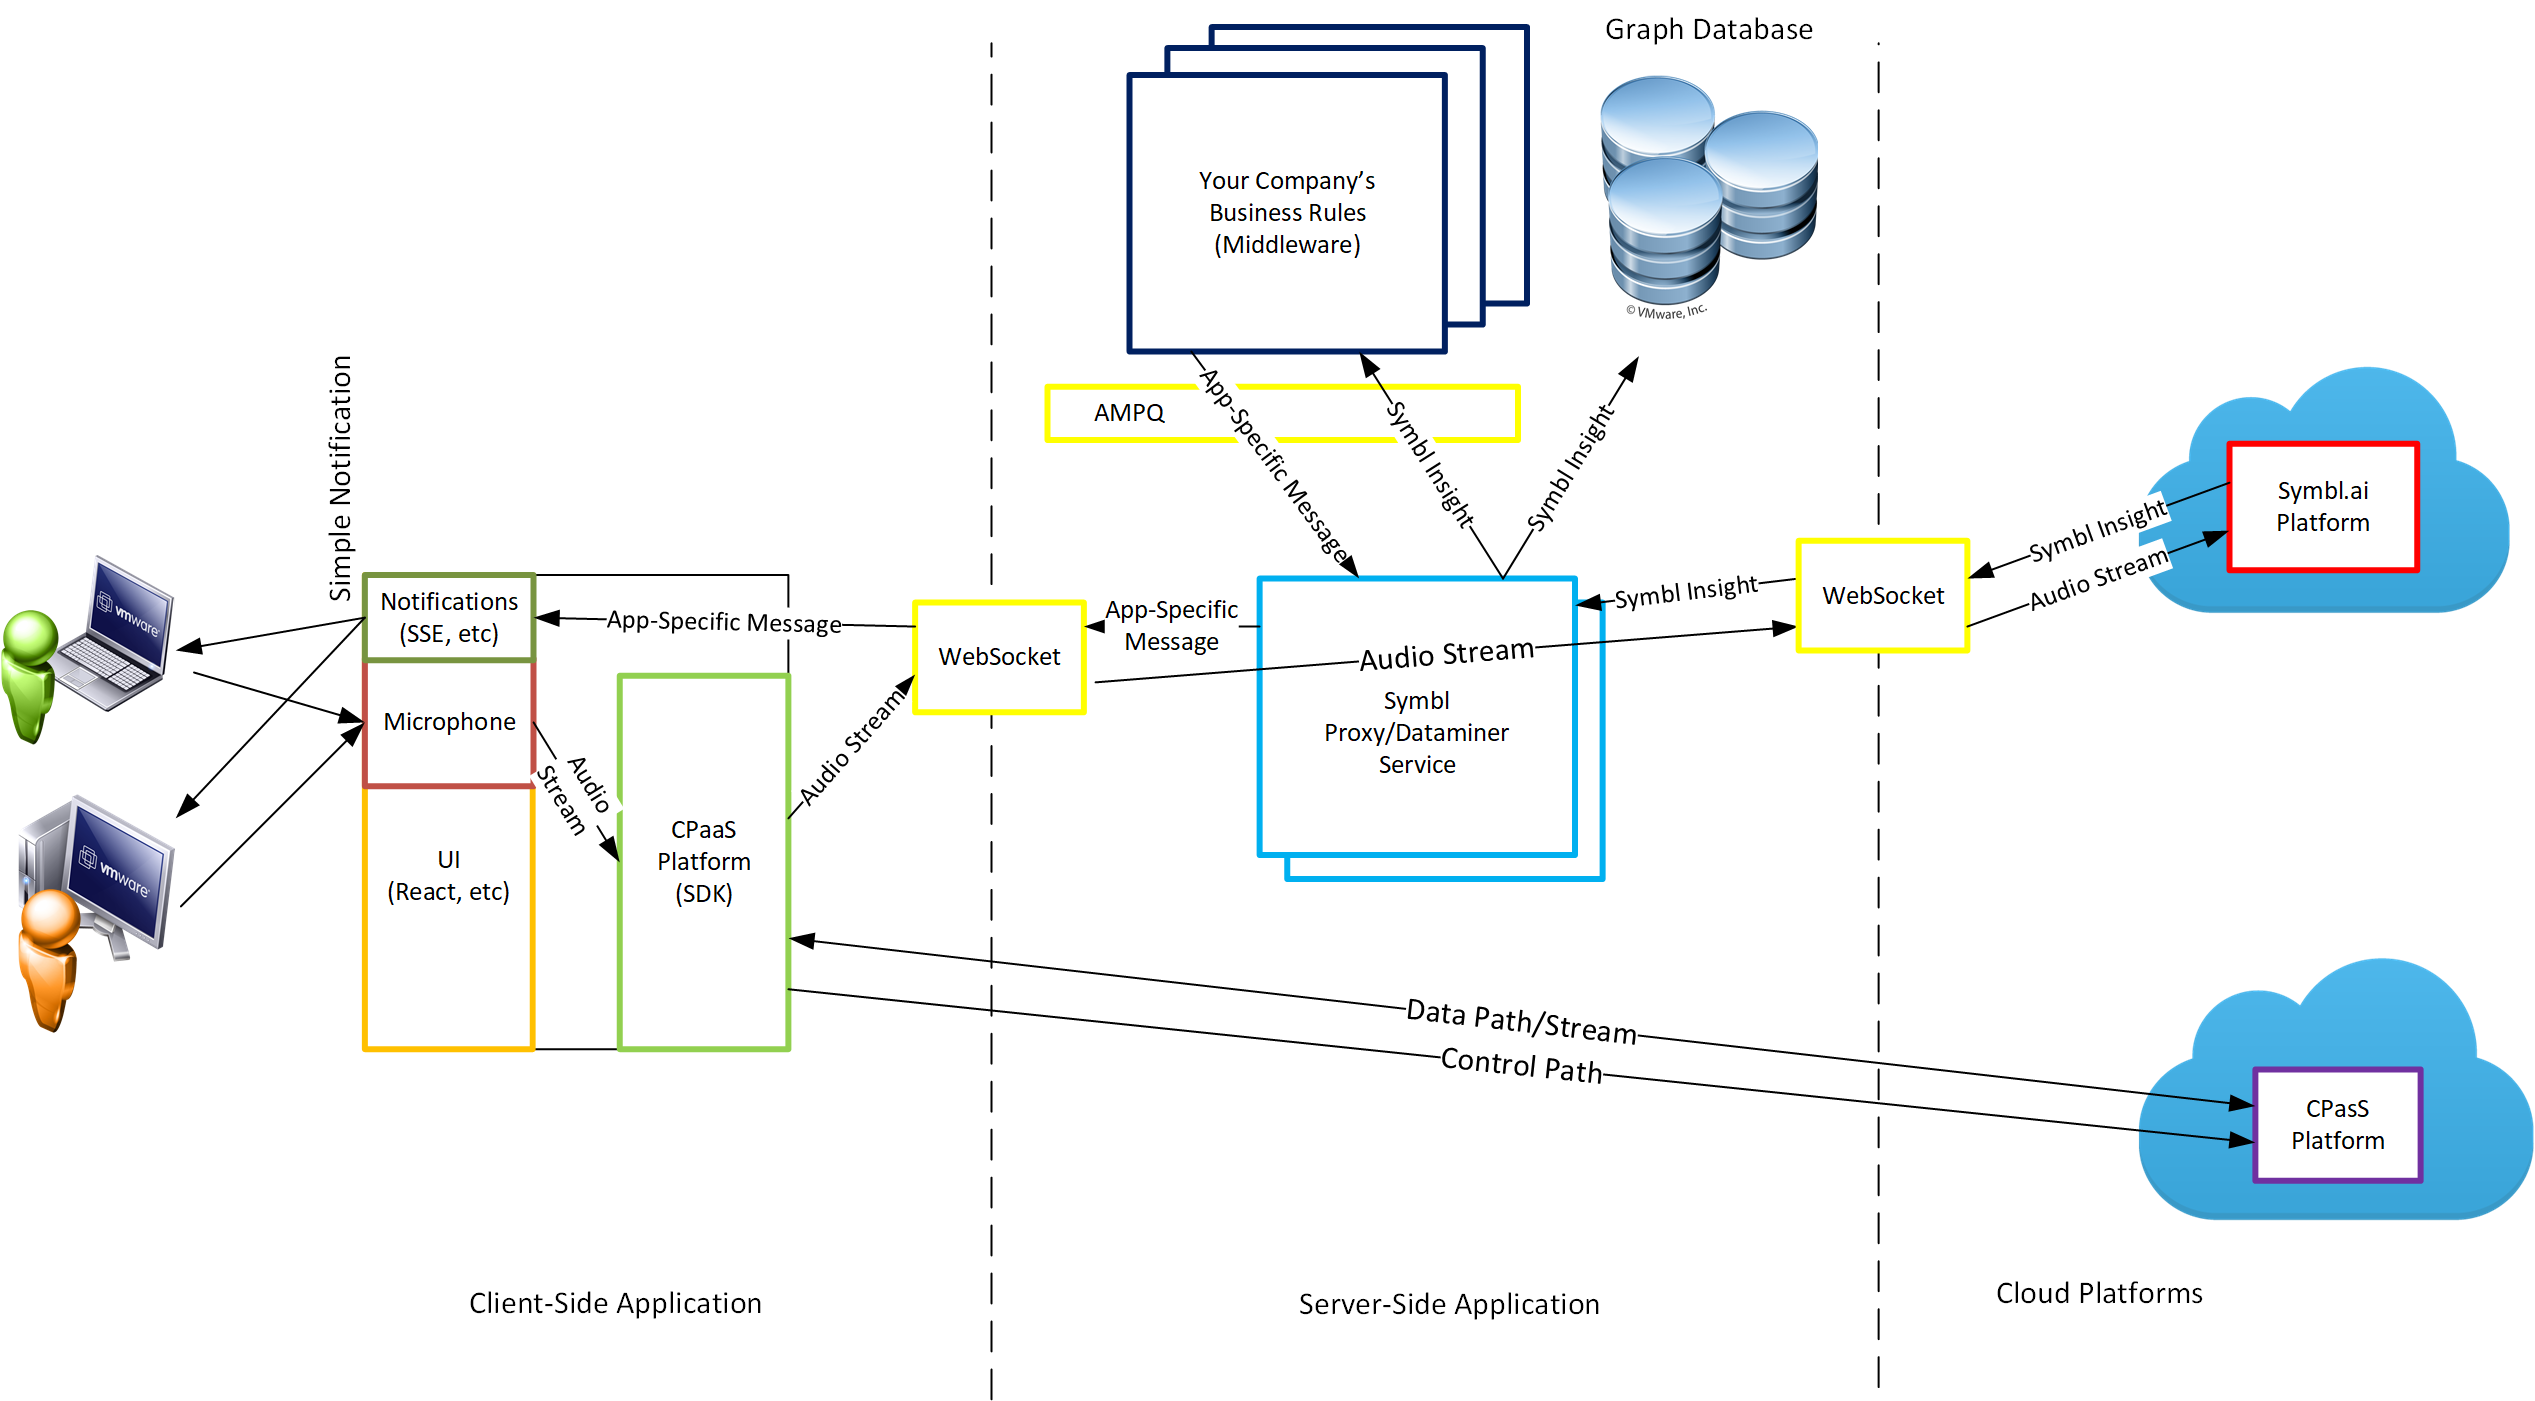 Graph Database
Your Company’s
Business Rules
(Middleware)
© VMware, Inc.
Simple Notification
AMPQ
App-Specific Message
Symbl Insight
Symbl Insight
Symbl.ai
Platform
Symbl Insight
Audio Stream
vmware
Notifications
(SSE, etc)
App-Specific Message
WebSocket
App-Specific
Message
Symbl Insight
WebSocket
Audio Stream
Microphone
Audio
Stream
Audio Stream
Symbl
Proxy/Dataminer
Service
vmware
UI
(React, etc)
CPaaS
Platform
(SDK)
Data Path/Stream
Control Path
CPasS
Platform
Client-Side Application
Server-Side Application
Cloud Platforms